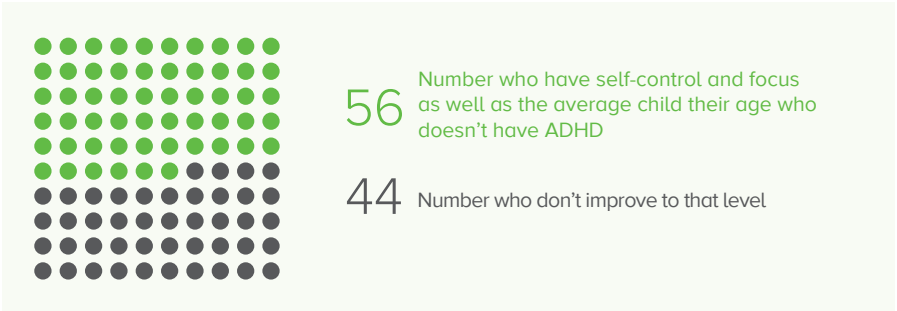 56
Number who have self-control and focus
as well as the average child their age who
doesn't have ADHD
44
Number who don't improve to that level